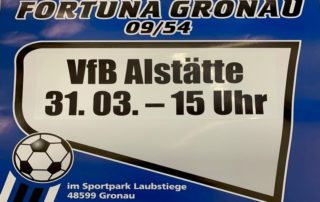 FORTUNA GRONAU
09/54
VfB Alstätte
31. 03. – 15 Uhr
im Sportpark Laubstiege
48599 Gronau